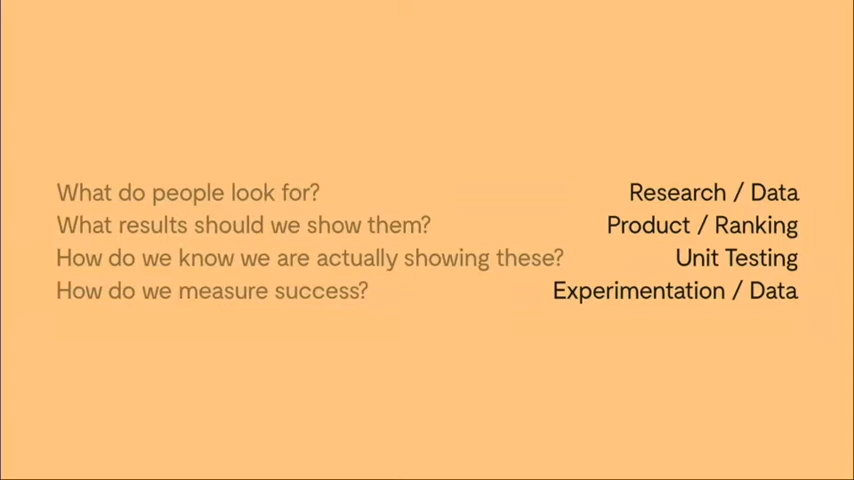 What do people look for? Research / Data
What results should we show them? Product / Ranking
How do we know we are actually showing these? Unit Testing
How do we measure success? Experimentation / Data